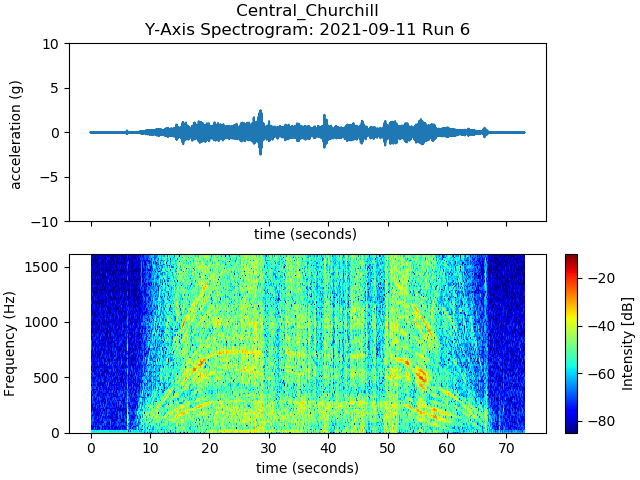 Central_Churchill
Y-Axis Spectrogram: 2021-09-11 Run 6
10
5
0
−5
−10
acceleration (g)
time (seconds)
1500
1000
500
0
Frequency (Hz)
0 10 20 30 40 50 60 70
time (seconds)
−20
−40
−60
−80
Intensity [dB]